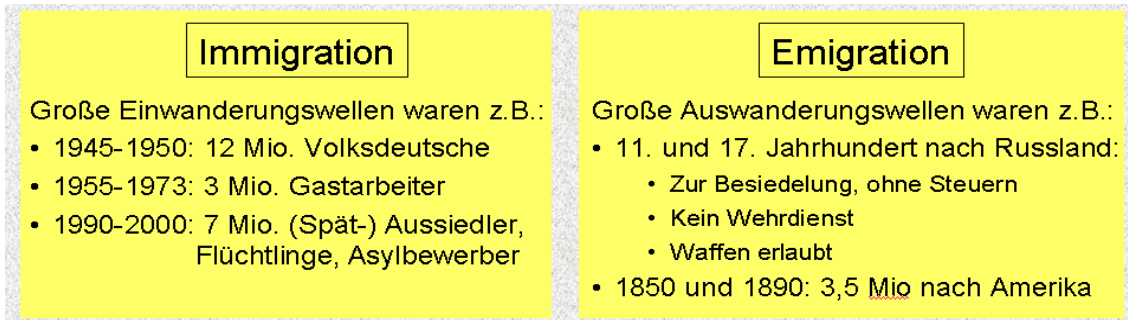 Immigration
Große Einwanderungswellen waren z.B.:
• 1945-1950: 12 Mio. Volksdeutsche
• 1955-1973: 3 Mio. Gastarbeiter
• 1990-2000: 7 Mio. (Spät-) Aussiedler,
Flüchtlinge, Asylbewerber
Emigration
Große Auswanderungswellen waren z.B.:
• 11. und 17. Jahrhundert nach Russland:
• Zur Besiedelung, ohne Steuern
• Kein Wehrdienst
• Waffen erlaubt
• 1850 und 1890: 3,5 Mio nach Amerika